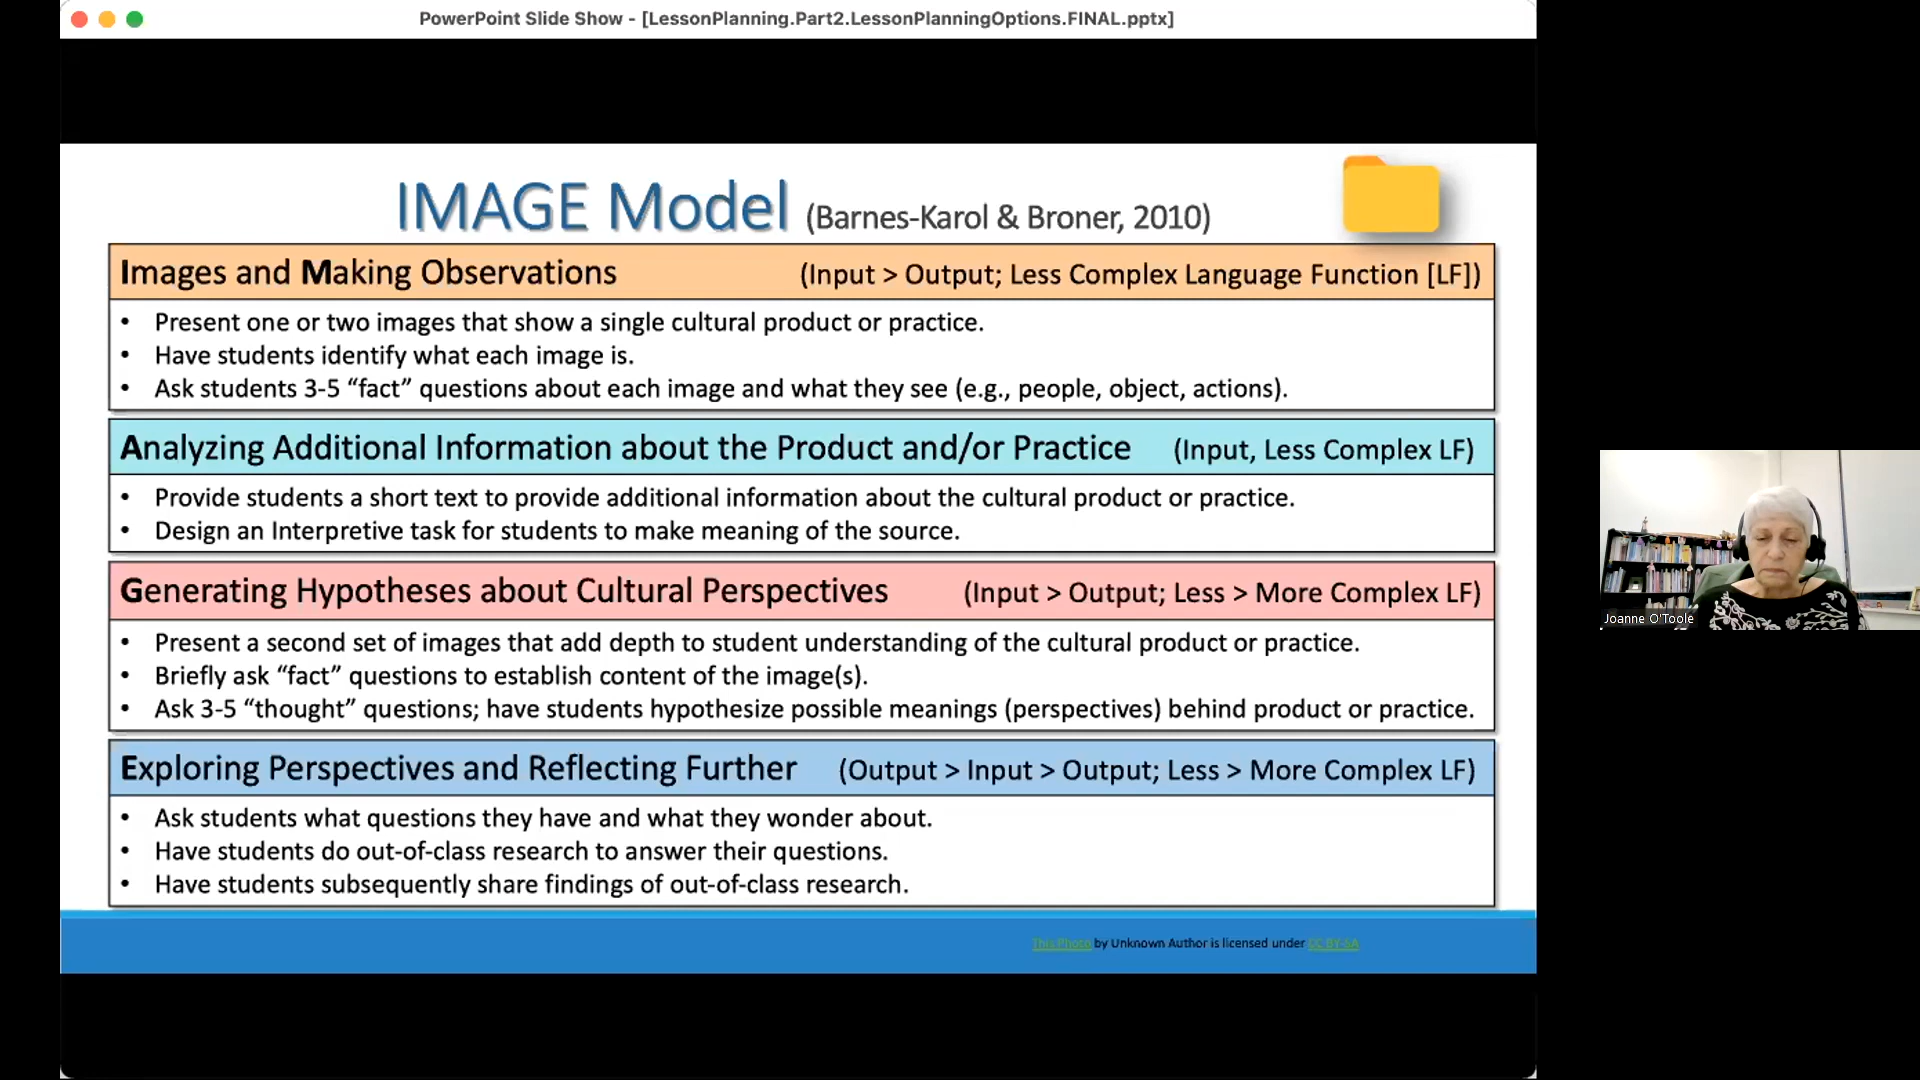 PowerPoint Slide Show - [LessonPlanning.Part2.LessonPlanningOptions.FINAL.pptx]
IMAGE Model (Barnes-Karol & Broner, 2010)
Images and Making Observations (Input > Output; Less Complex Language Function [LF])
• Present one or two images that show a single cultural product or practice.
• Have students identify what each image is.
• Ask students 3-5 “fact” questions about each image and what they see (e.g., people, object, actions).
Analyzing Additional Information about the Product and/or Practice (Input, Less Complex LF)
• Provide students a short text to provide additional information about the cultural product or practice.
• Design an Interpretive task for students to make meaning of the source.
Generating Hypotheses about Cultural Perspectives (Input > Output; Less > More Complex LF)
• Present a second set of images that add depth to student understanding of the cultural product or practice.
• Briefly ask “fact” questions to establish content of the image(s).
• Ask 3-5 “thought” questions; have students hypothesize possible meanings (perspectives) behind product or practice.
Exploring Perspectives and Reflecting Further (Output > Input > Output; Less > More Complex LF)
• Ask students what questions they have and what they wonder about.
• Have students do out-of-class research to answer their questions.
• Have students subsequently share findings of out-of-class research.
This Photo by Unknown Author is licensed under CC BY-SA
Joanne O'Toole